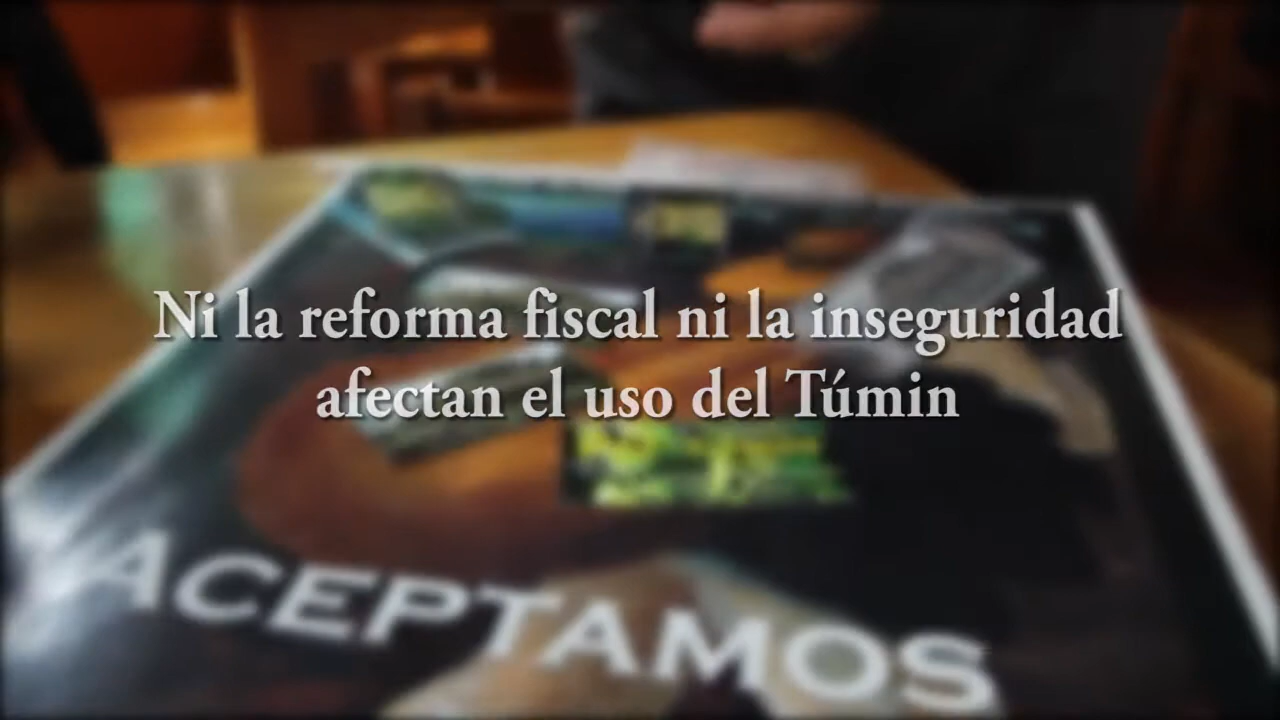 Ni la reforma fiscal ni la inseguridad
afectan el uso del Túmin
ACEPTAMOS